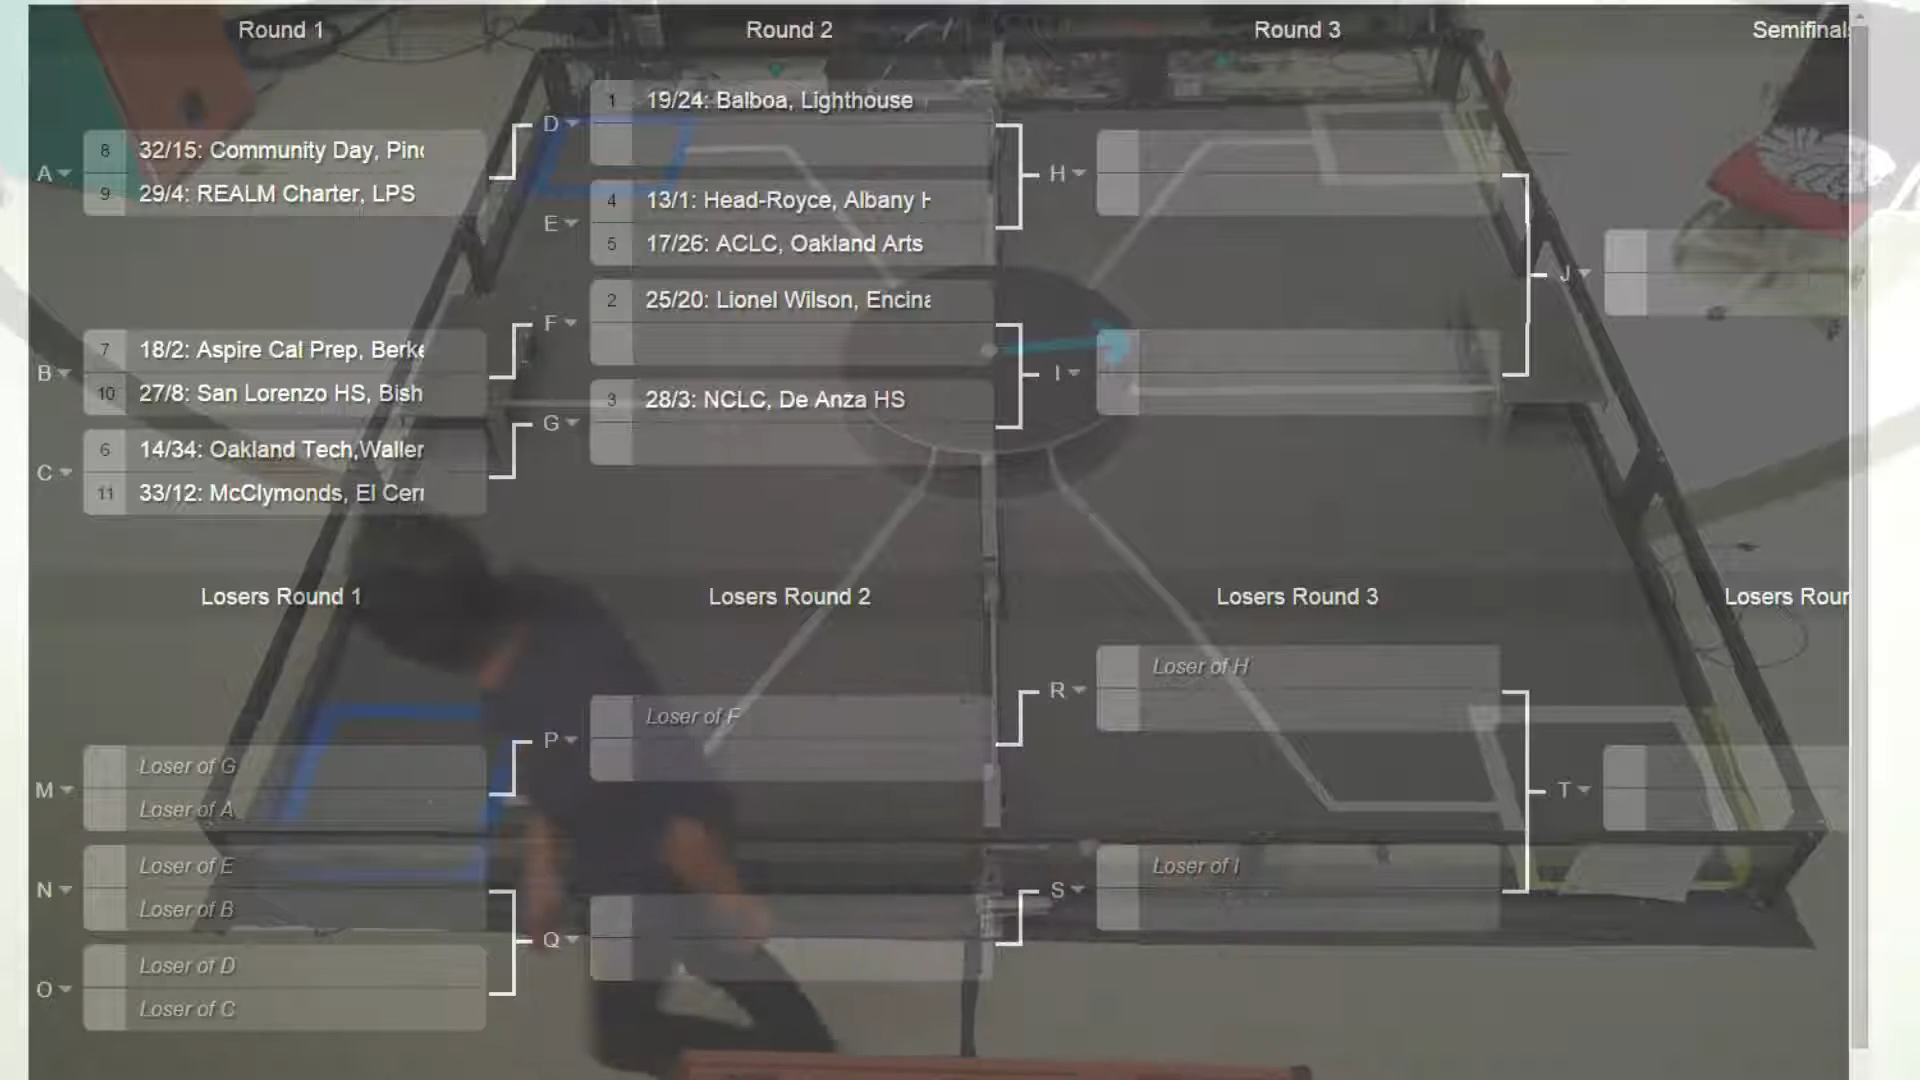 Round 1
Round 2
Round 3
Semifinals
A
8 32/15: Community Day, Pin
9 29/4: REALM Charter, LPS
B
7 18/2: Aspire Cal Prep, Berke
10 27/8: San Lorenzo HS, Bish
C
6 14/34: Oakland Tech,Waller
11 33/12: McClymonds, El Cerr
D
1 19/24: Balboa, Lighthouse
E
4 13/1: Head-Royce, Albany H
5 17/26: ACLC, Oakland Arts
F
2 25/20: Lionel Wilson, Encina
G
3 28/3: NCLC, De Anza HS
H
I
J
Losers Round 1
Losers Round 2
Losers Round 3
Losers Roun
M
Loser of G
Loser of A
N
Loser of E
Loser of B
O
Loser of D
Loser of C
P
Loser of F
Q
R
Loser of H
S
Loser of I
T